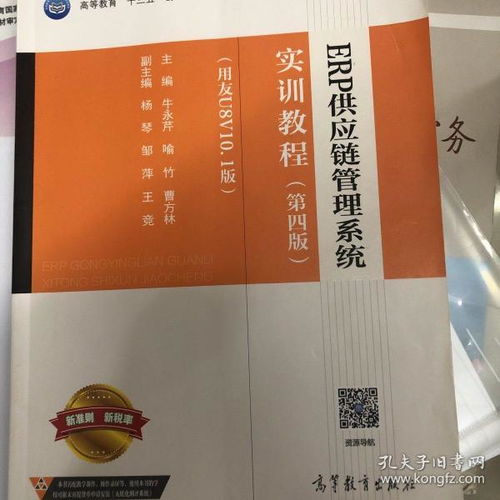 高等教育"十二五"
ERP供应链管理系统
实训教程（第四版）
（用友U8V10.1版）
主 编 牛永芹 喻 竹 曹方林
副主编 杨 琴 邹 萍 王 竞
ERP GONGYINGLIAN GUANLI
XITONG SHIXUN JIAOCHENG
新准则 新税率
资源导航
高等教育出版社
务
孔夫子旧书网